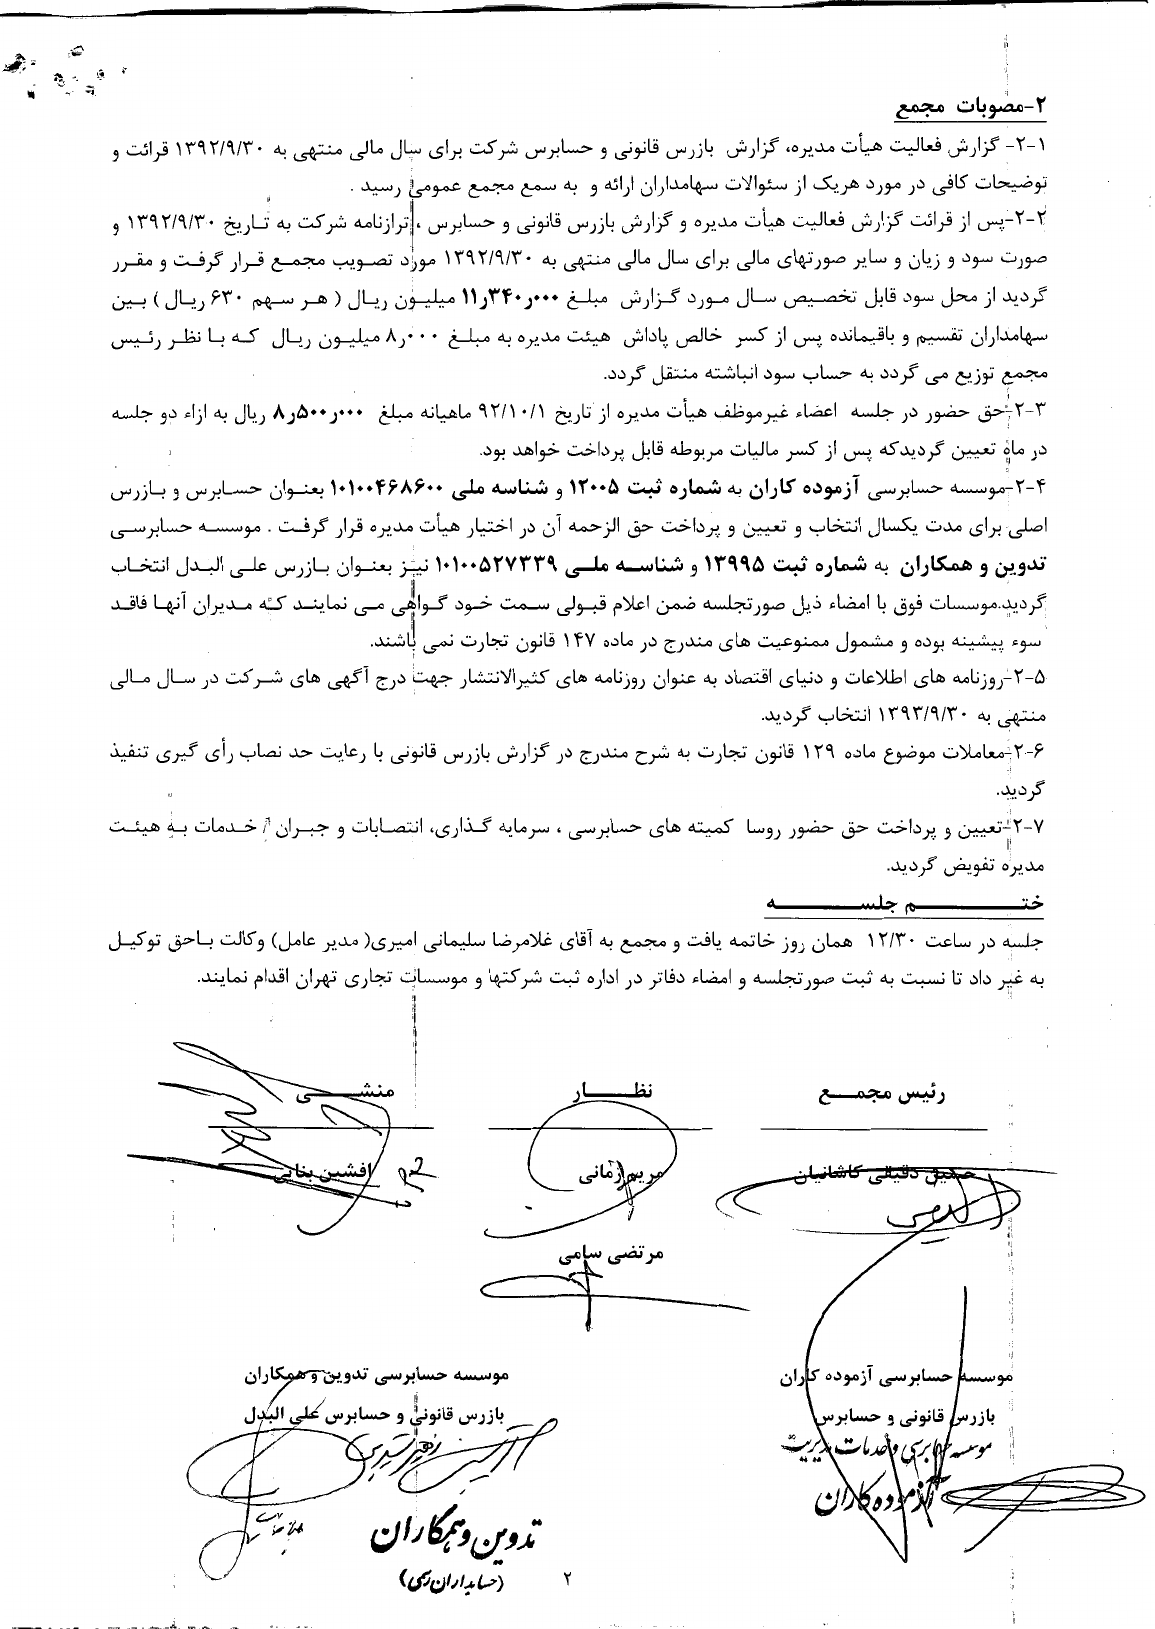 ۲-مصوبات مجمع
۲-۱- گزارش فعالیت هیأت مدیره، گزارش بازرس قانونی و حسابرس شرکت برای سال مالی منتهی به ۱۳۹۲/۹/۳۰ قرائت و
توضیحات کافی در مورد هریک از سئوالات سهامداران ارائه و به سمع مجمع عمومی رسید .
۲-۲-پس از قرائت گزارش فعالیت هیأت مدیره و گزارش بازرس قانونی و حسابرس ، ترازنامه شرکت به تاریخ ۱۳۹۲/۹/۳۰ و
صورت سود و زیان و سایر صورتهای مالی برای سال مالی منتهی به ۱۳۹۲/۹/۳۰ مورد تصویب مجمع قرار گرفت و مقرر
گردید از محل سود قابل تخصیص سال مورد گزارش مبلغ ۱۱٫۳۴۰٫۰۰۰ میلیون ریال ( هر سهم ۶۳۰ ریال ) بین
سهامداران تقسیم و باقیمانده پس از کسر خالص پاداش هیئت مدیره به مبلغ ۸٫۰۰۰ میلیون ریال که با نظر رئیس
مجمع توزیع می گردد به حساب سود انباشته منتقل گردد.
۲-۳-حق حضور در جلسه اعضاء غیرموظف هیأت مدیره از تاریخ ۹۲/۱۰/۱ ماهیانه مبلغ ۸٫۵۰۰٫۰۰۰ ریال به ازاء دو جلسه
در ماه تعیین گردیدکه پس از کسر مالیات مربوطه قابل پرداخت خواهد بود.
۲-۴-موسسه حسابرسی آزموده کاران به شماره ثبت ۱۲۰۰۵ و شناسه ملی ۱۰۱۰۰۴۶۸۶۰۰ بعنوان حسابرس و بازرس
اصلی برای مدت یکسال انتخاب و تعیین و پرداخت حق الزحمه آن در اختیار هیأت مدیره قرار گرفت . موسسه حسابرسی
تدوین و همکاران به شماره ثبت ۱۳۹۹۵ و شناسه ملی ۱۰۱۰۰۵۲۷۳۳۹ نیز بعنوان بازرس علی البدل انتخاب
گردید.موسسات فوق با امضاء ذیل صورتجلسه ضمن اعلام قبولی سمت خود گواهی می نمایند که مدیران آنها فاقد
سوء پیشینه بوده و مشمول ممنوعیت های مندرج در ماده ۱۴۷ قانون تجارت نمی باشند.
۲-۵-روزنامه های اطلاعات و دنیای اقتصاد به عنوان روزنامه های کثیرالانتشار جهت درج آگهی های شرکت در سال مالی
منتهی به ۱۳۹۳/۹/۳۰ انتخاب گردید.
۲-۶-معاملات موضوع ماده ۱۲۹ قانون تجارت به شرح مندرج در گزارش بازرس قانونی با رعایت حد نصاب رأی گیری تنفیذ
گردید.
۲-۷-تعیین و پرداخت حق حضور روسا کمیته های حسابرسی ، سرمایه گذاری، انتصابات و جبران خدمات به هیئت
مدیره تفویض گردید.
ختم جلسه
جلسه در ساعت ۱۲/۳۰ همان روز خاتمه یافت و مجمع به آقای غلامرضا سلیمانی امیری( مدیر عامل) وکالت باحق توکیل
به غیر داد تا نسبت به ثبت صورتجلسه و امضاء دفاتر در اداره ثبت شرکتها و موسسات تجاری تهران اقدام نمایند.
رئیس مجمع
نظار
منشی
دقیقی کاشانیان
مریم زمانی
افشین بنایی
مرتضی سامی
موسسه حسابرسی آزموده کاران
موسسه حسابرسی تدوین و همکاران
بازرس قانونی و حسابرس
بازرس قانونی و حسابرس علی البدل
موسسه حسابرسی و خدمات مدیریت
آزموده کاران
تدوین و همکاران
(حسابداران رسمی)
۲